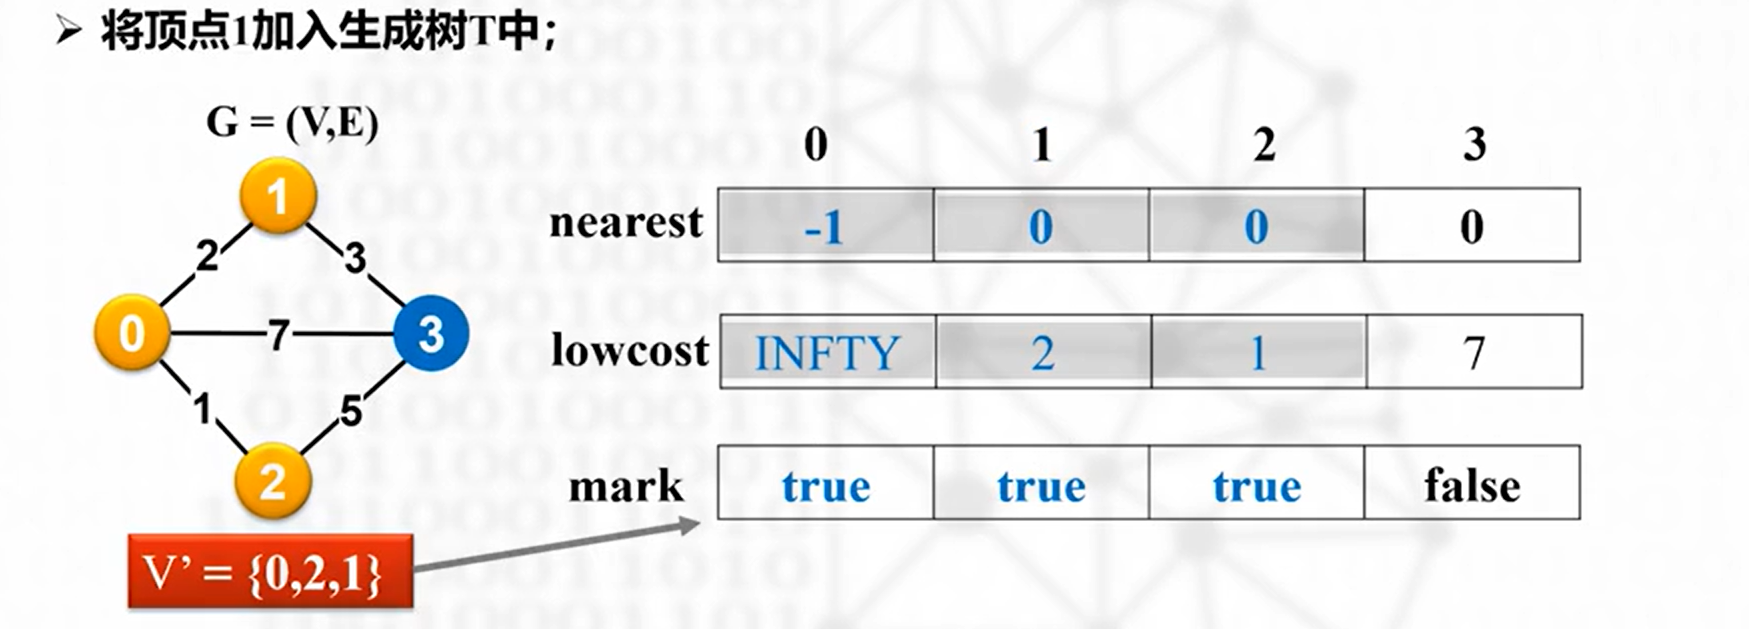 ➢ 将顶点1加入生成树T中;
G = (V,E)
1
2 3
0 7 3
1 5
2
V’ = {0,2,1}
0 1 2 3
nearest -1 0 0 0
lowcost INFTY 2 1 7
mark true true true false